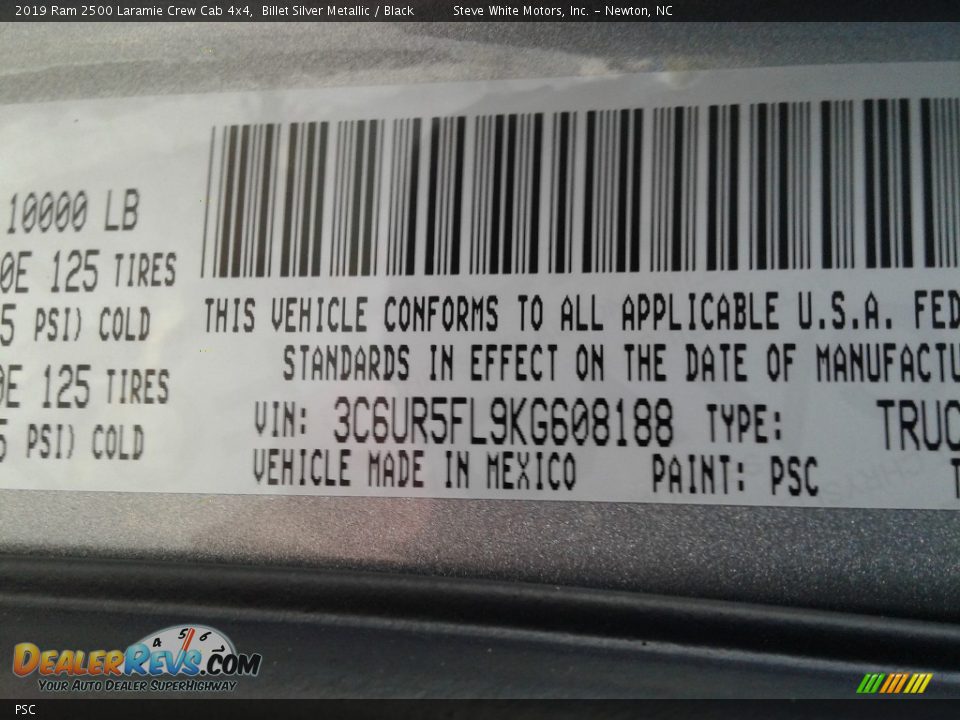 2019 Ram 2500 Laramie Crew Cab 4x4, Billet Silver Metallic / Black Steve White Motors, Inc. - Newton, NC
10000 LB
0E 125 TIRES
5 PSI) COLD
0E 125 TIRES
5 PSI) COLD
THIS VEHICLE CONFORMS TO ALL APPLICABLE U.S.A. FED
STANDARDS IN EFFECT ON THE DATE OF MANUFACTU
VIN: 3C6UR5FL9KG608188 TYPE: TRUC
VEHICLE MADE IN MEXICO PAINT: PSC T
4 5 6
DEALERREVS.COM
YOUR AUTO DEALER SUPERHIGHWAY
PSC